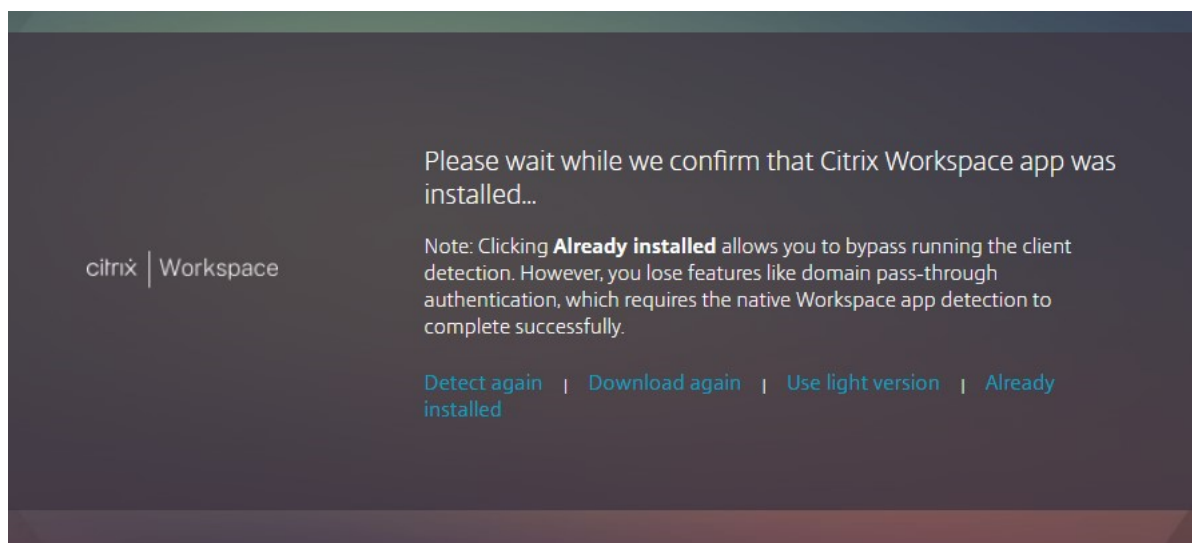 Please wait while we confirm that Citrix Workspace app was
installed...
Note: Clicking Already installed allows you to bypass running the client
detection. However, you lose features like domain pass-through
authentication, which requires the native Workspace app detection to
complete successfully.
citrix | Workspace
Detect again | Download again | Use light version | Already
installed